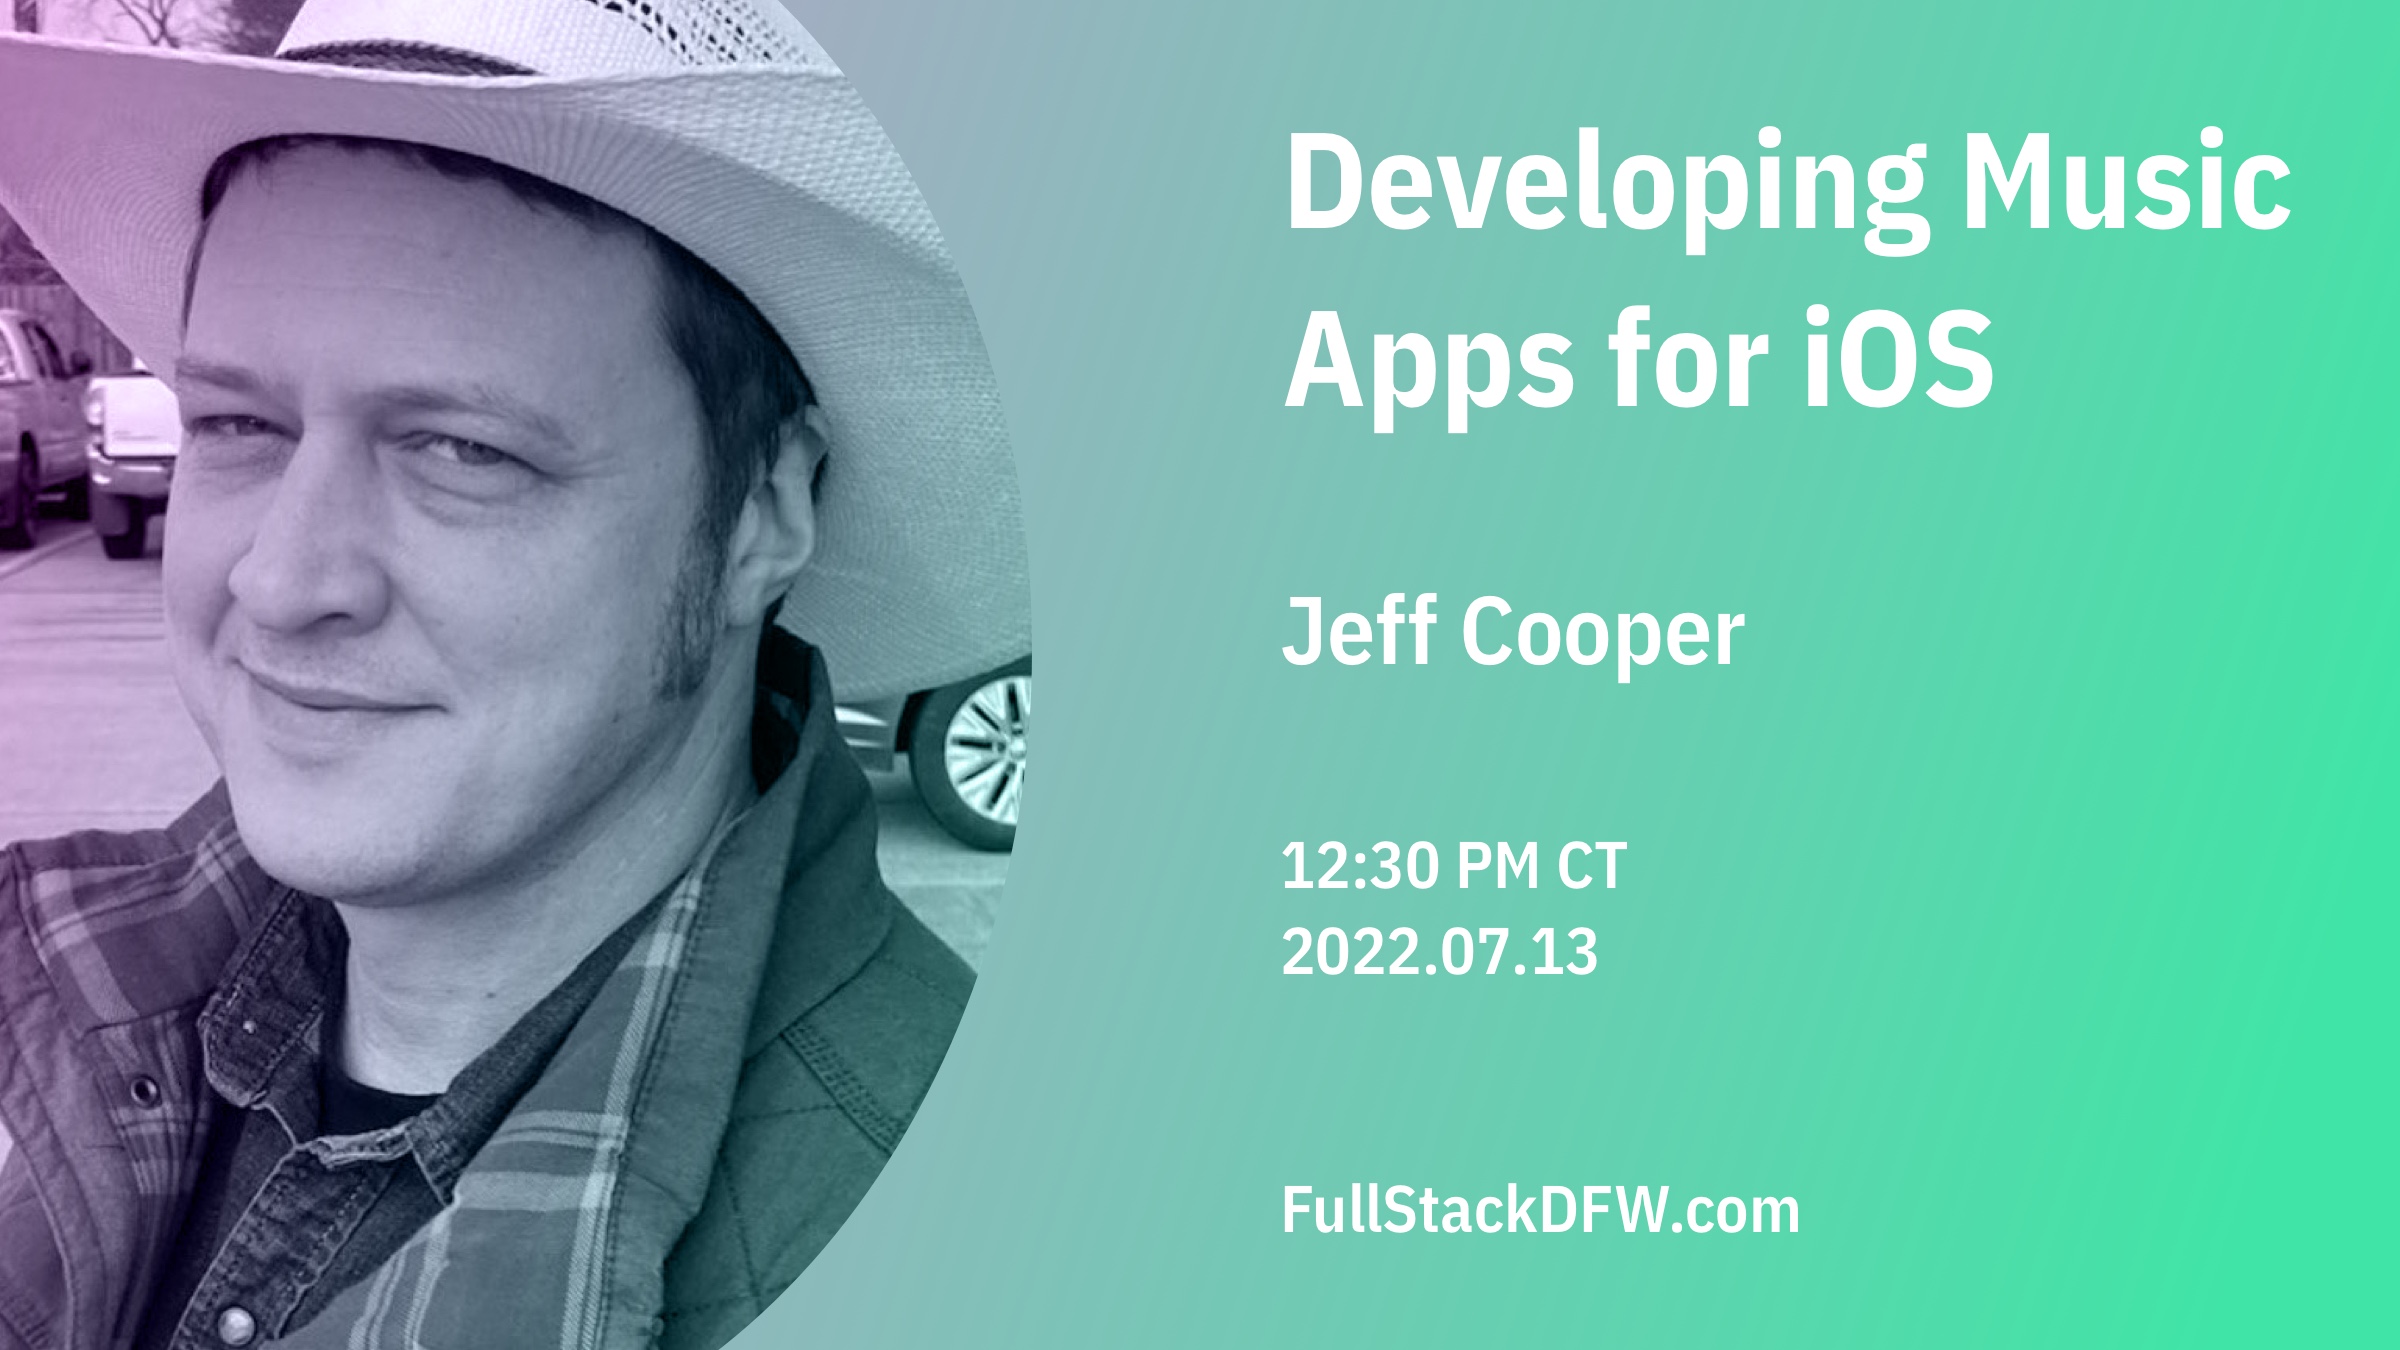 Developing Music
Apps for iOS
Jeff Cooper
12:30 PM CT
2022.07.13
FullStackDFW.com